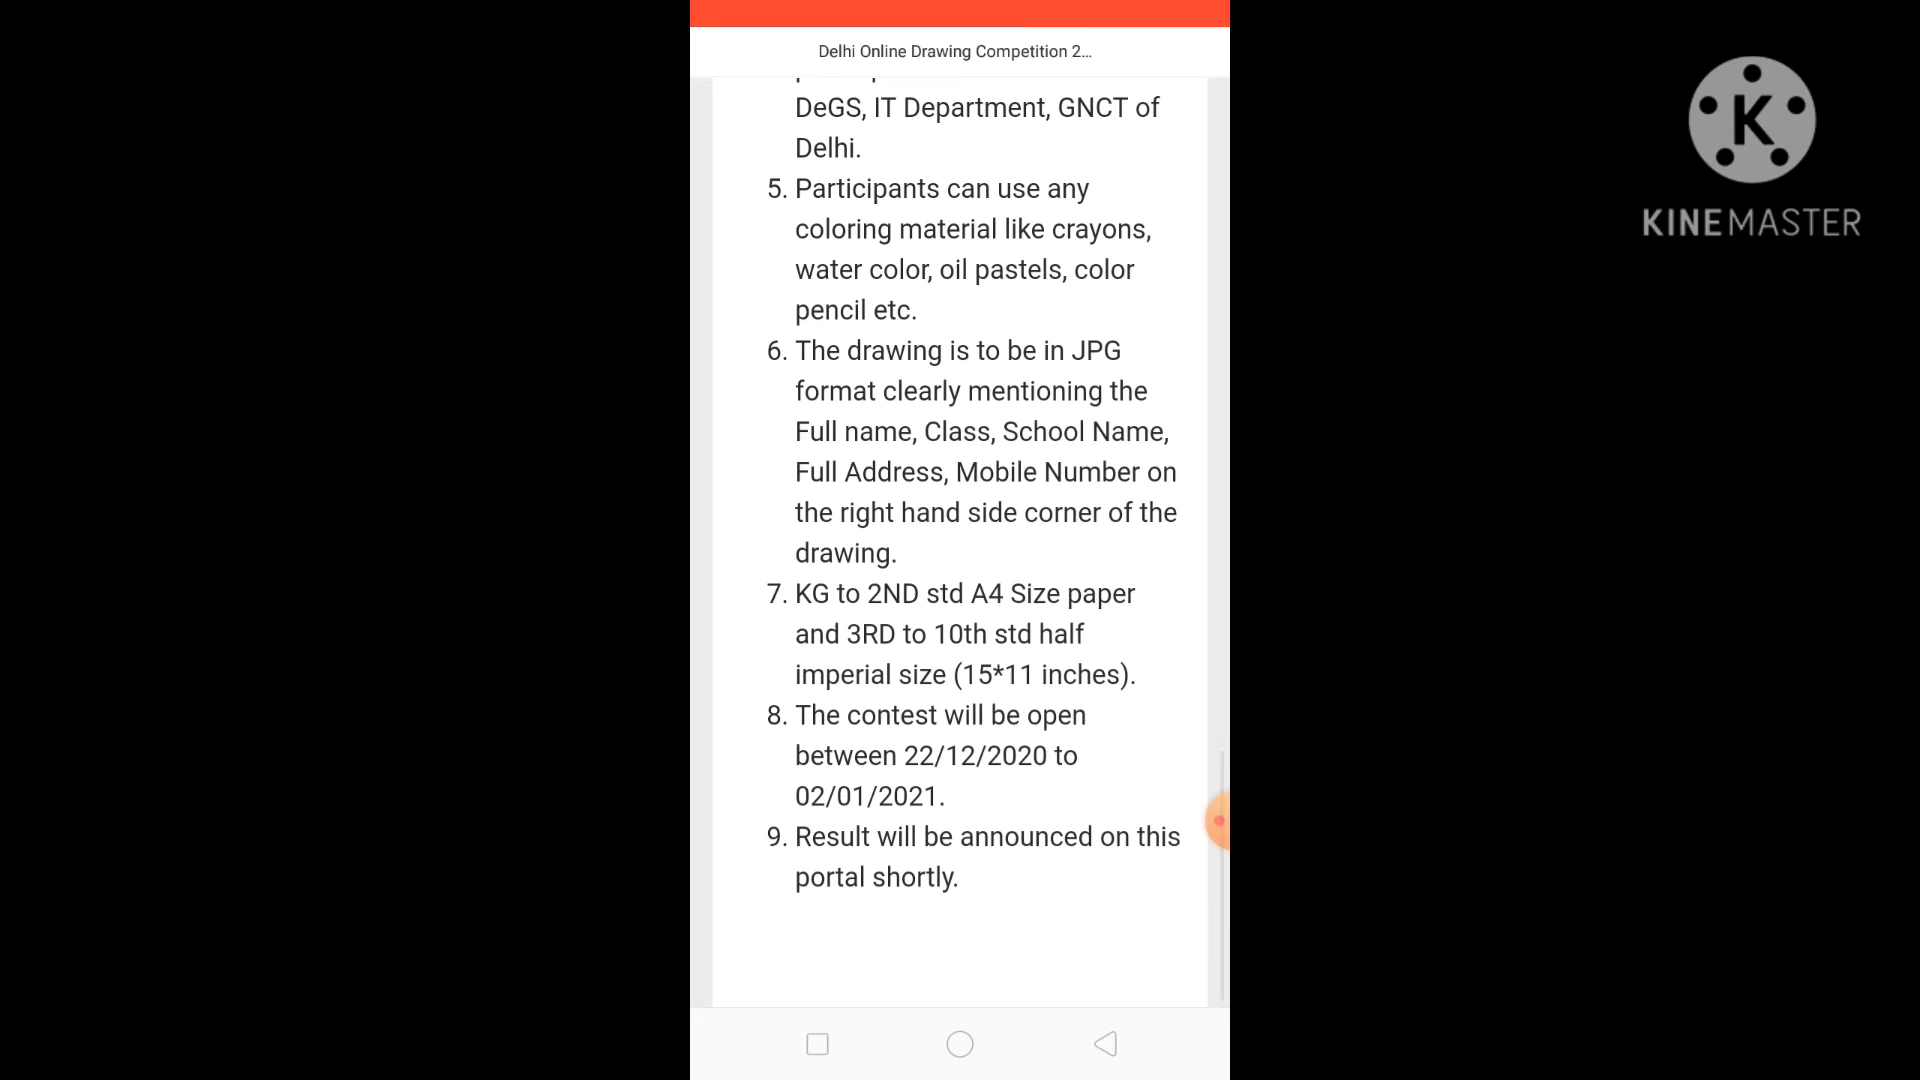 Delhi Online Drawing Competition 2...
DeGS, IT Department, GNCT of
Delhi.
5. Participants can use any
coloring material like crayons,
water color, oil pastels, color
pencil etc.
6. The drawing is to be in JPG
format clearly mentioning the
Full name, Class, School Name,
Full Address, Mobile Number on
the right hand side corner of the
drawing.
7. KG to 2ND std A4 Size paper
and 3RD to 10th std half
imperial size (15*11 inches).
8. The contest will be open
between 22/12/2020 to
02/01/2021.
9. Result will be announced on this
portal shortly.
K
KINEMASTER